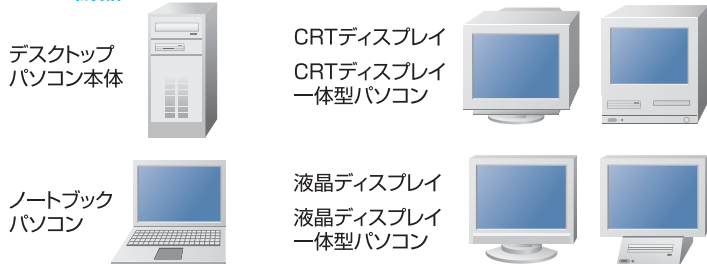 デスクトップ
パソコン本体
CRTディスプレイ
CRTディスプレイ
一体型パソコン
ノートブック
パソコン
液晶ディスプレイ
液晶ディスプレイ
一体型パソコン